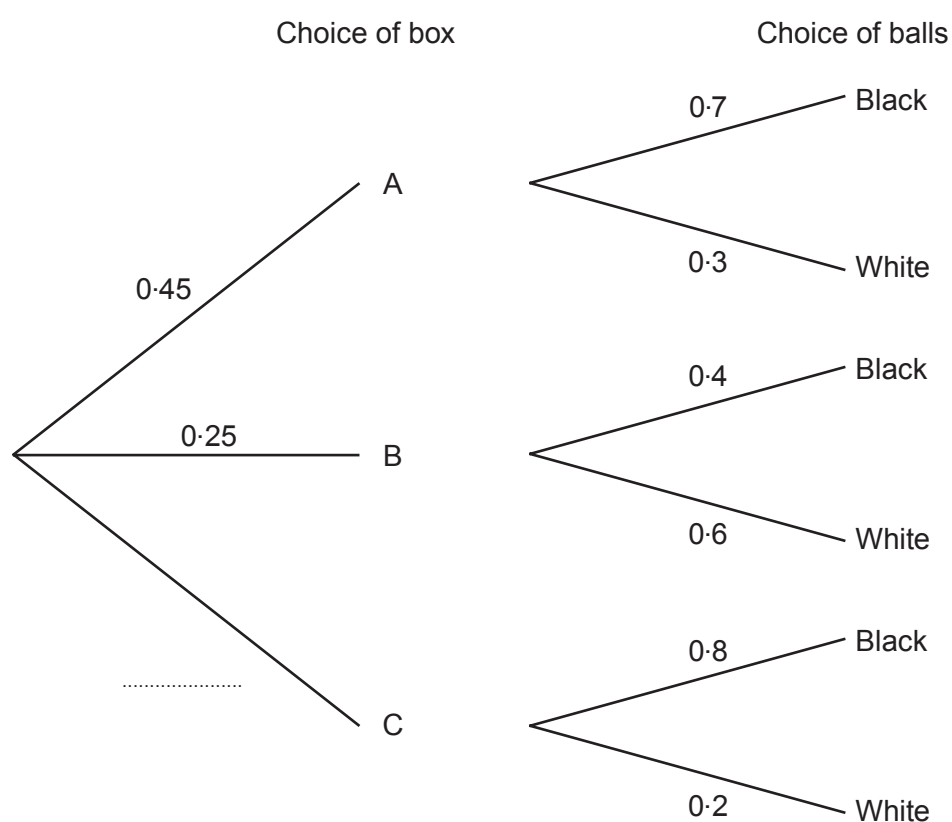 Choice of box
Choice of balls
0·7
Black
A
0·3
White
0·45
0·4
Black
0·25
B
0·6
White
0·8
Black
.....................
C
0·2
White